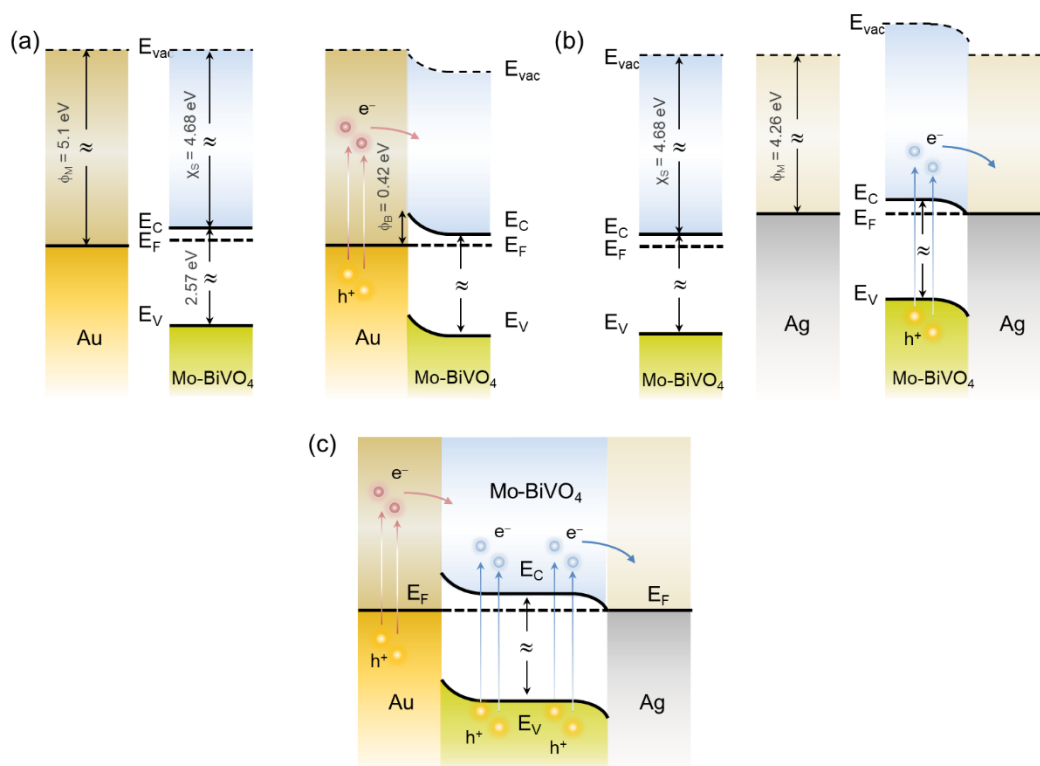 (a)
E_vac
ϕ_M = 5.1 eV
χ_S = 4.68 eV
E_C
E_F
2.57 eV
E_V
Au
Mo-BiVO₄
E_vac
e⁻
ϕ_B = 0.42 eV
E_C
E_F
h⁺
E_V
Au
Mo-BiVO₄
(b)
E_vac
χ_S = 4.68 eV
E_C
E_F
E_V
Mo-BiVO₄
ϕ_M = 4.26 eV
Ag
E_vac
e⁻
E_C
E_F
E_V
h⁺
Mo-BiVO₄
Ag
(c)
e⁻
Mo-BiVO₄
e⁻
e⁻
E_C
E_F
E_F
h⁺
Au
E_V
Ag
h⁺
h⁺